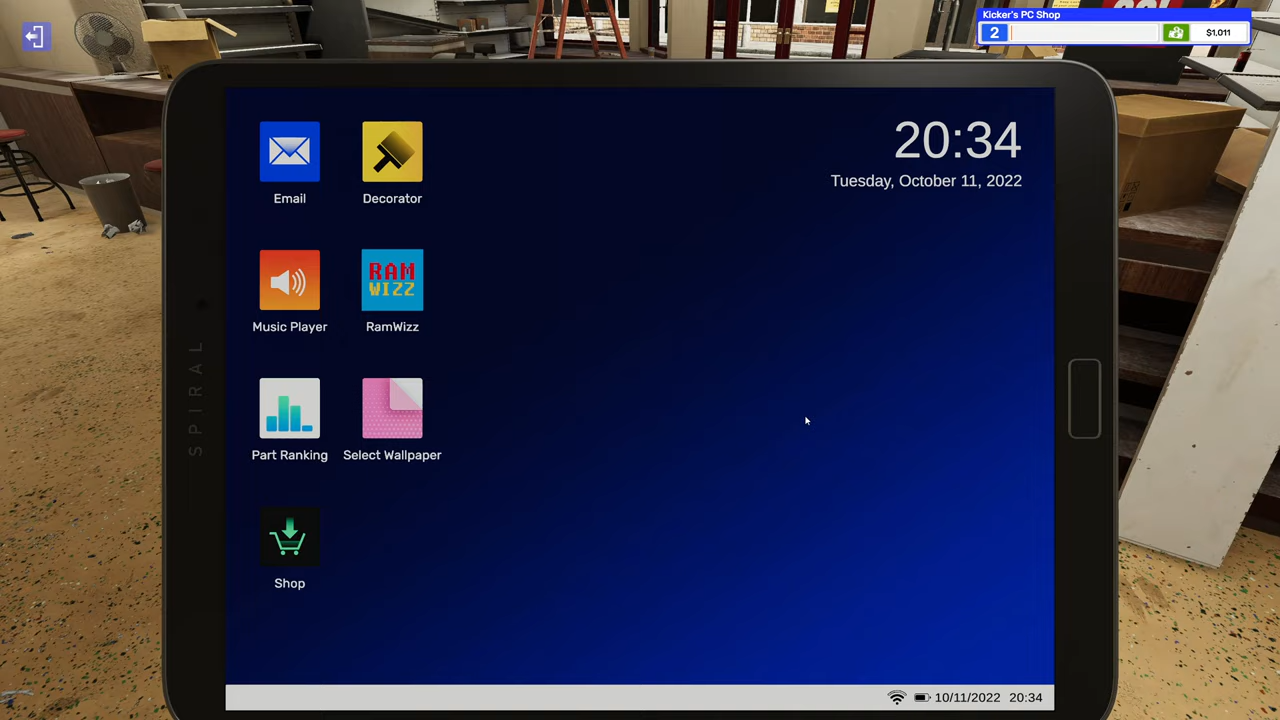 Kicker's PC Shop
2
$1,011
20:34
Tuesday, October 11, 2022
Email
Decorator
RAM
WIZZ
Music Player
RamWizz
Part Ranking
Select Wallpaper
Shop
SPIRAL
10/11/2022 20:34